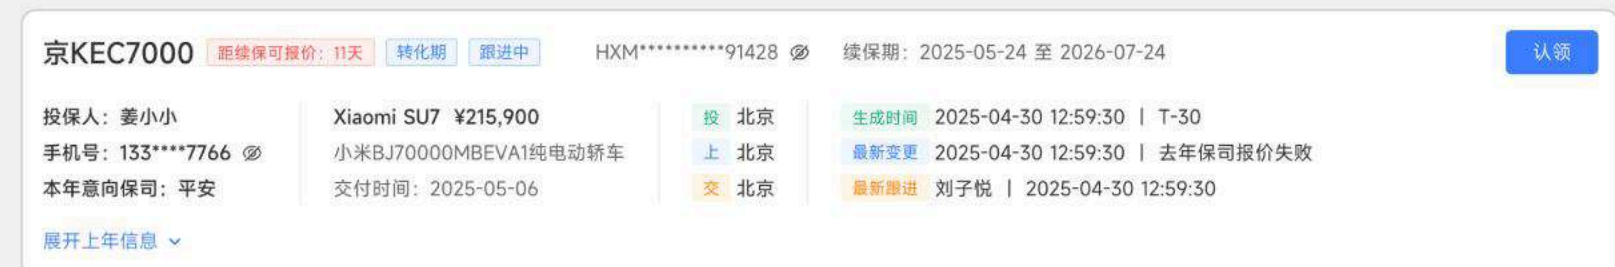 京KEC7000 距续保可报价：11天 转化期 跟进中 HXM**********91428 续保期：2025-05-24 至 2026-07-24 认领
投保人：姜小小 Xiaomi SU7 ¥215,900 投 北京 生成时间 2025-04-30 12:59:30 | T-30
手机号：133****7766 小米BJ70000MBEVA1纯电动轿车 上 北京 最新变更 2025-04-30 12:59:30 | 去年保司报价失败
本年意向保司：平安 交付时间：2025-05-06 交 北京 最新跟进 刘子悦 | 2025-04-30 12:59:30
展开上年信息